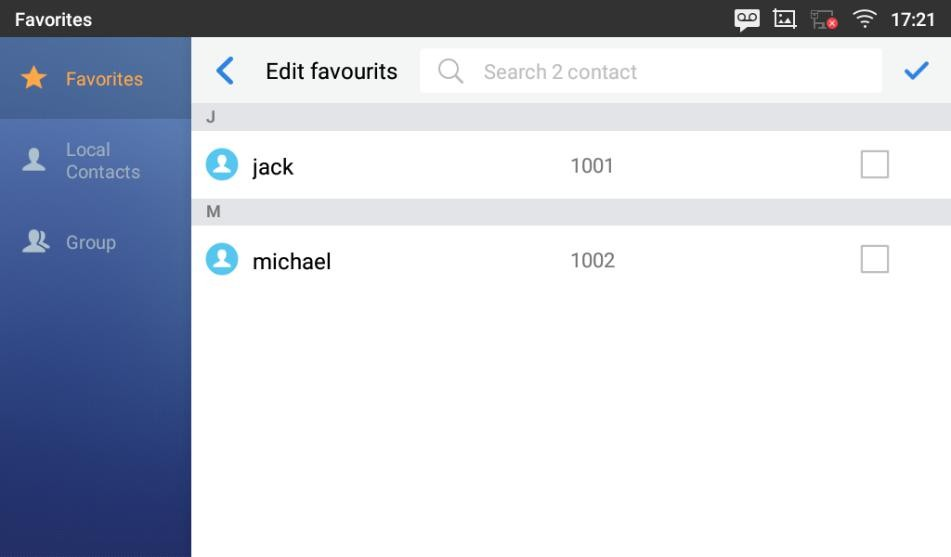 Favorites
17:21
Favorites
Local
Contacts
Group
Edit favourits
Search 2 contact
J
jack
1001
M
michael
1002